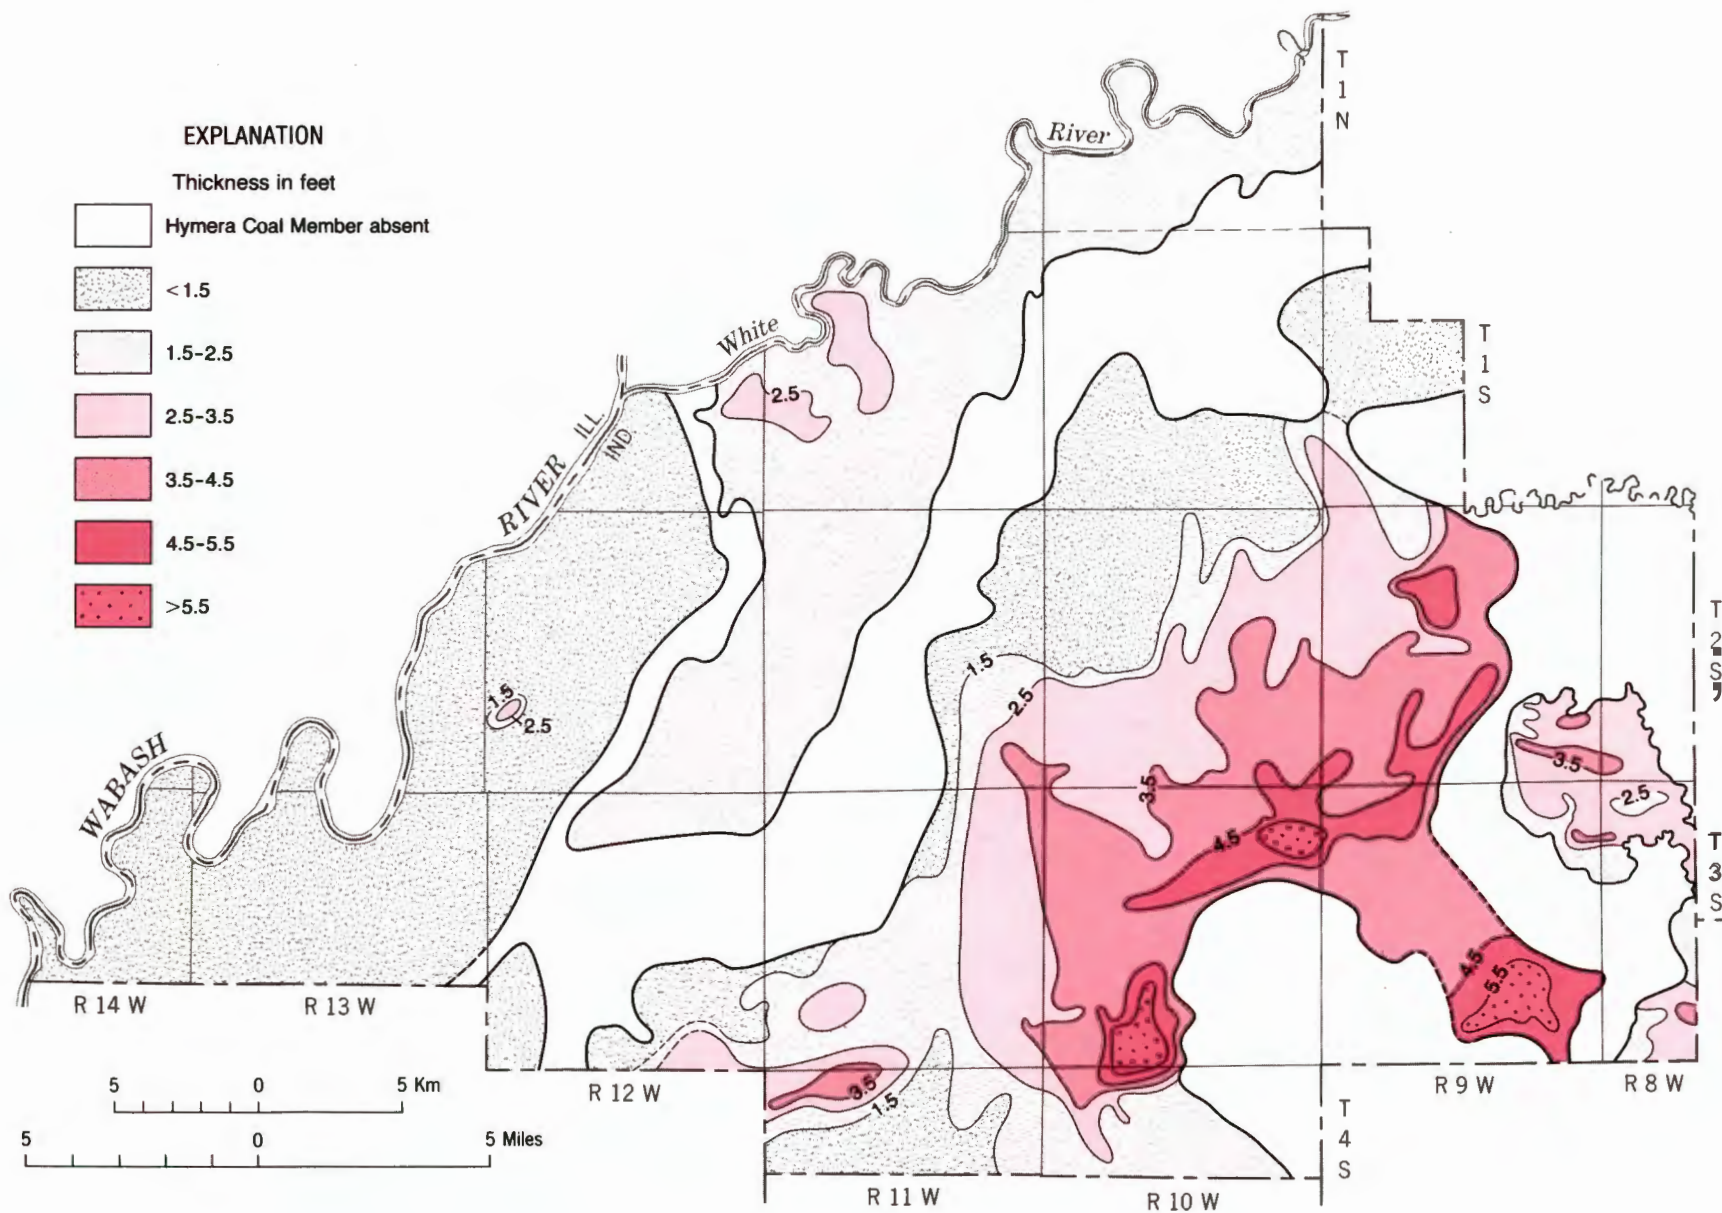 EXPLANATION
Thickness in feet
Hymera Coal Member absent
<1.5
1.5-2.5
2.5-3.5
3.5-4.5
4.5-5.5
>5.5
River
White
WABASH
RIVER
ILL.
IND
T
1
N
T
1
S
T
2
S
T
3
S
T
4
S
2.5
1.5
2.5
1.5
2.5
3.5
4.5
3.5
2.5
4.5
5.5
3.5
1.5
R 14 W
R 13 W
R 12 W
R 11 W
R 10 W
R 9 W
R 8 W
5 0 5 Km
5 0 5 Miles